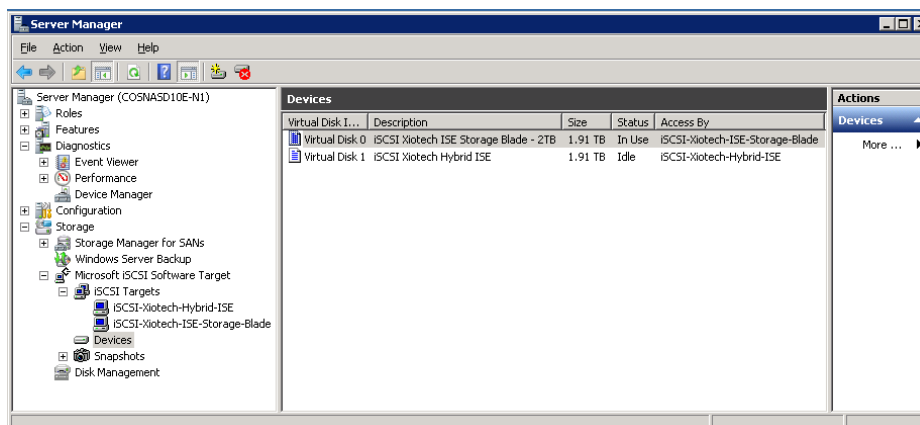 Server Manager
File Action View Help
Server Manager (COSNASD10E-N1)
Roles
Features
Diagnostics
Event Viewer
Performance
Device Manager
Configuration
Storage
Storage Manager for SANs
Windows Server Backup
Microsoft iSCSI Software Target
iSCSI Targets
iSCSI-Xiotech-Hybrid-ISE
iSCSI-Xiotech-ISE-Storage-Blade
Devices
Snapshots
Disk Management
Devices
Virtual Disk I... Description Size Status Access By
Virtual Disk 0 iSCSI Xiotech ISE Storage Blade - 2TB 1.91 TB In Use iSCSI-Xiotech-ISE-Storage-Blade
Virtual Disk 1 iSCSI Xiotech Hybrid ISE 1.91 TB Idle iSCSI-Xiotech-Hybrid-ISE
Actions
Devices
More ...